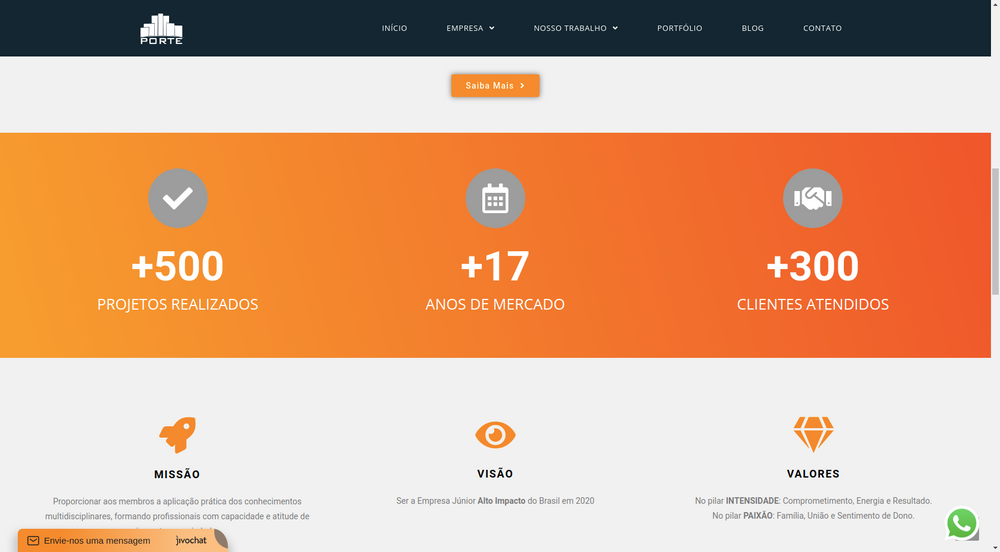 PORTE
INÍCIO
EMPRESA
NOSSO TRABALHO
PORTFÓLIO
BLOG
CONTATO
Saiba Mais
+500
PROJETOS REALIZADOS
+17
ANOS DE MERCADO
+300
CLIENTES ATENDIDOS
MISSÃO
Proporcionar aos membros a aplicação prática dos conhecimentos
multidisciplinares, formando profissionais com capacidade e atitude de
VISÃO
Ser a Empresa Júnior Alto Impacto do Brasil em 2020
VALORES
No pilar INTENSIDADE: Comprometimento, Energia e Resultado.
No pilar PAIXÃO: Família, União e Sentimento de Dono.
Envie-nos uma mensagem
jivochat